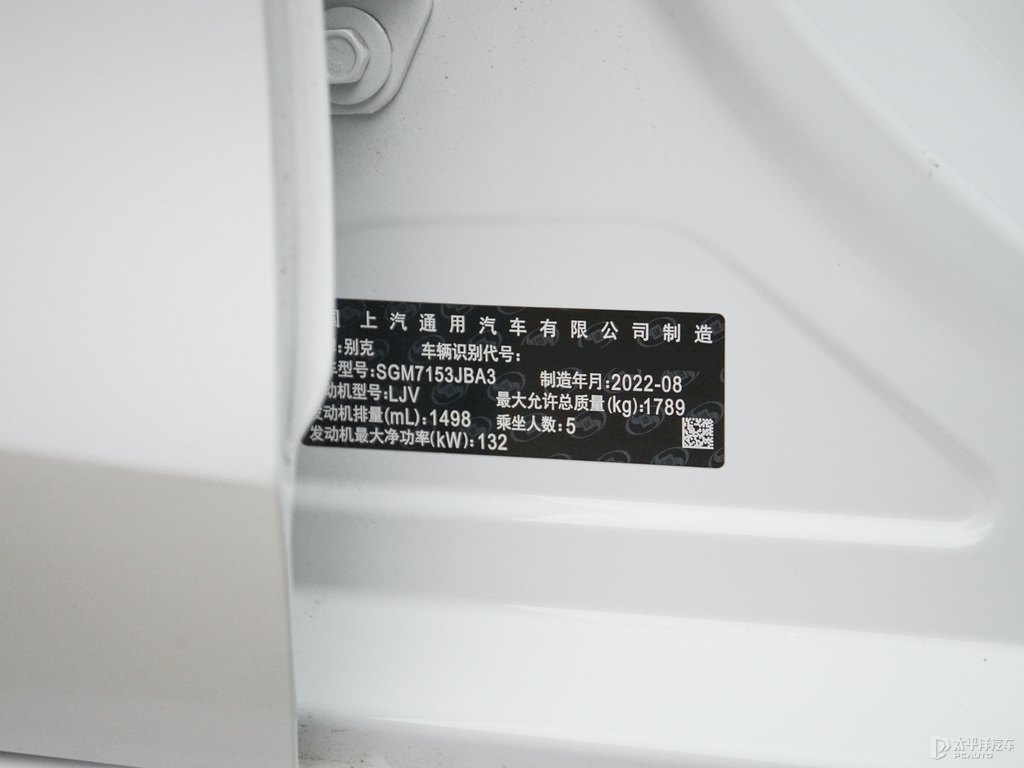 上汽通用汽车有限公司制造
:别克 车辆识别代号:
型号:SGM7153JBA3 制造年月:2022-08
动机型号:LJV 最大允许总质量(kg):1789
发动机排量(mL):1498 乘坐人数:5
发动机最大净功率(kW):132
太平洋汽车
PCAUTO